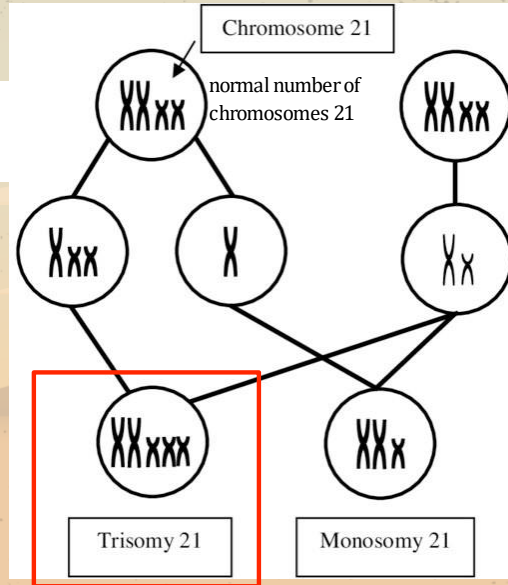 Chromosome 21
normal number of
chromosomes 21
Trisomy 21
Monosomy 21